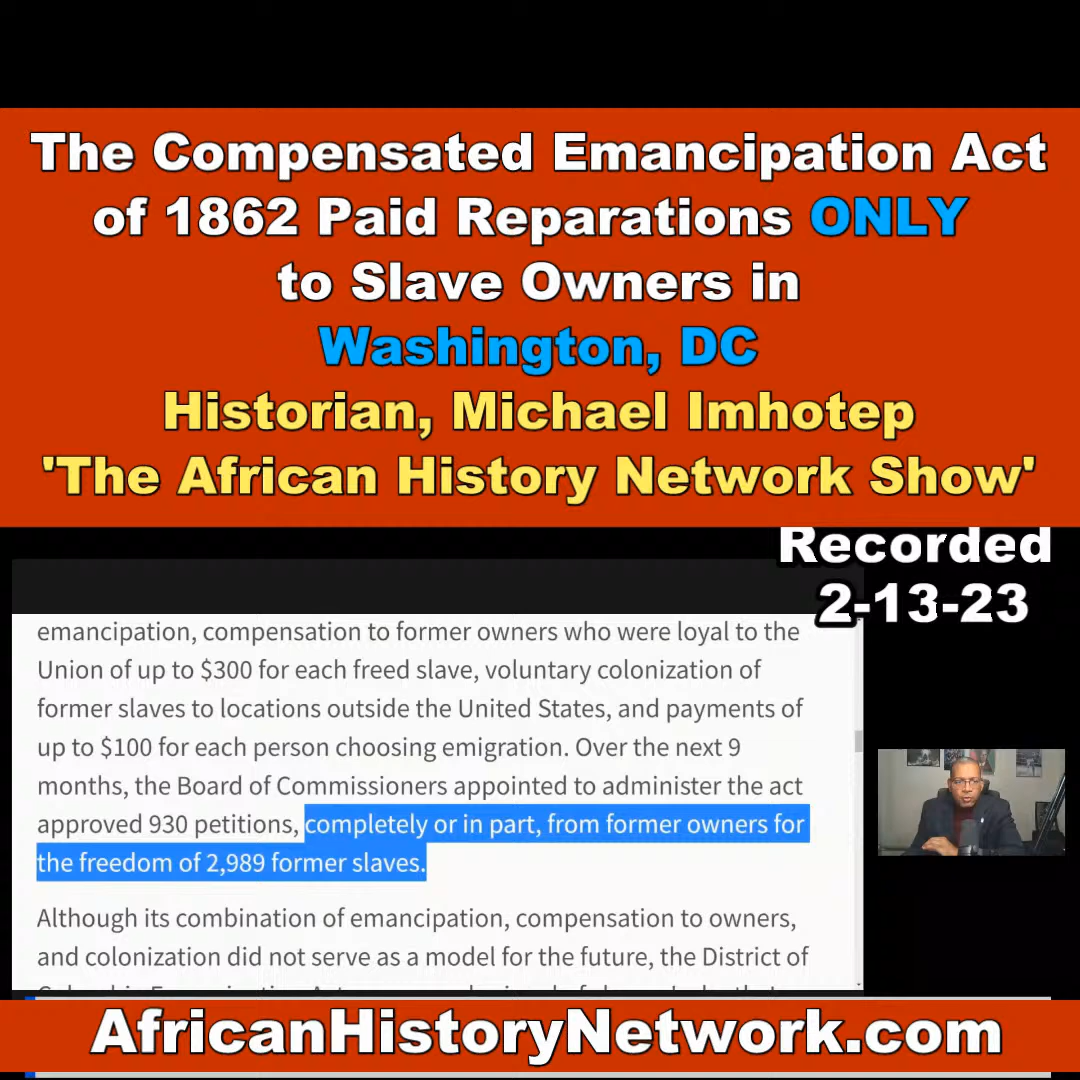 The Compensated Emancipation Act
of 1862 Paid Reparations ONLY
to Slave Owners in
Washington, DC
Historian, Michael Imhotep
'The African History Network Show'
Recorded
2-13-23
emancipation, compensation to former owners who were loyal to the
Union of up to $300 for each freed slave, voluntary colonization of
former slaves to locations outside the United States, and payments of
up to $100 for each person choosing emigration. Over the next 9
months, the Board of Commissioners appointed to administer the act
approved 930 petitions, completely or in part, from former owners for
the freedom of 2,989 former slaves.
Although its combination of emancipation, compensation to owners,
and colonization did not serve as a model for the future, the District of
AfricanHistoryNetwork.com